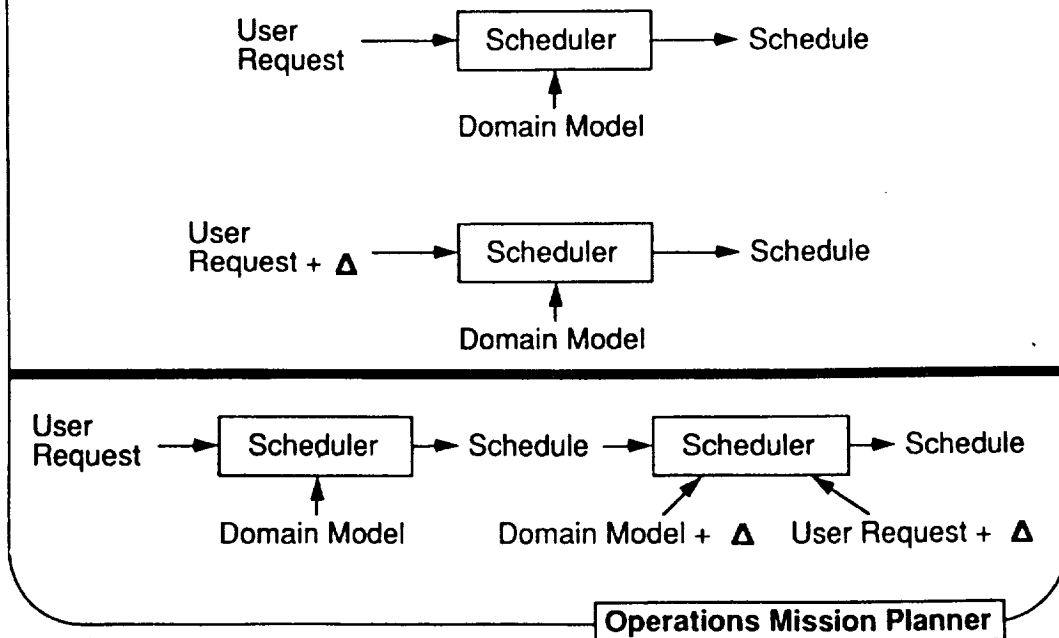 User
Request
Scheduler
Schedule
Domain Model
User
Request + Δ
Scheduler
Schedule
Domain Model
User
Request
Scheduler
Schedule
Scheduler
Schedule
Domain Model
Domain Model + Δ
User Request + Δ
Operations Mission Planner